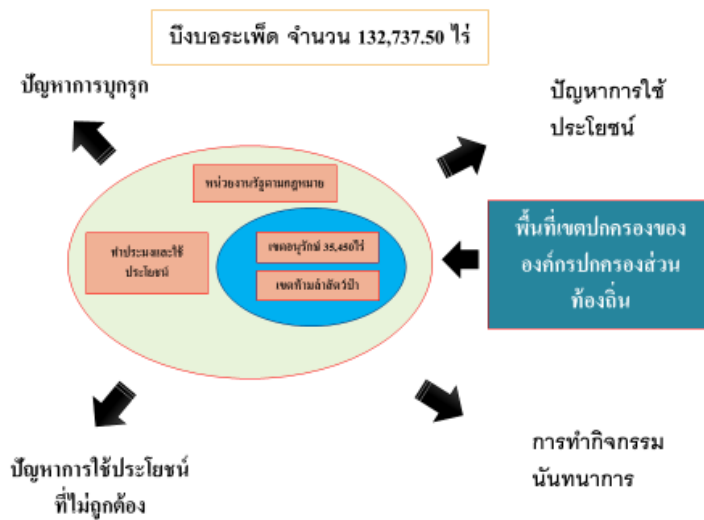 บึงบอระเพ็ด จำนวน 132,737.50 ไร่
ปัญหาการบุกรุก
ปัญหาการใช้
ประโยชน์
หน่วยงานรัฐตามกฎหมาย
ทำประมงและใช้
ประโยชน์
เขตอนุรักษ์ 35,450ไร่
เขตห้ามล่าสัตว์ป่า
พื้นที่เขตปกครองของ
องค์กรปกครองส่วน
ท้องถิ่น
ปัญหาการใช้ประโยชน์
ที่ไม่ถูกต้อง
การทำกิจกรรม
นันทนาการ